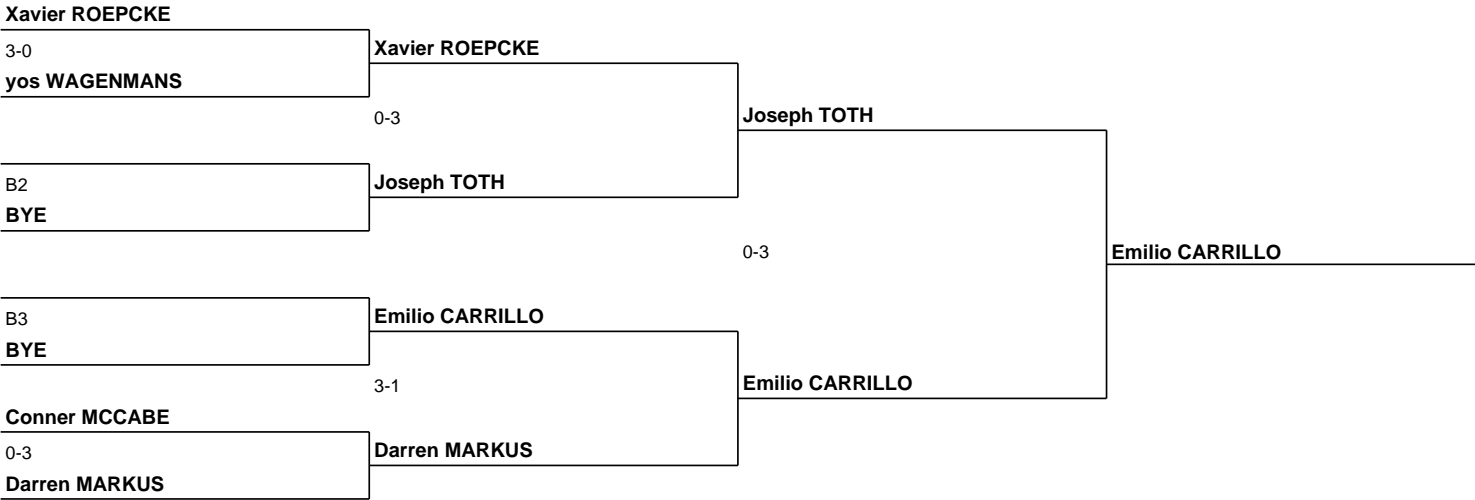 Xavier ROEPCKE
3-0
yos WAGENMANS
B2
BYE
B3
BYE
Conner MCCABE
0-3
Darren MARKUS
Xavier ROEPCKE
0-3
Joseph TOTH
Emilio CARRILLO
3-1
Darren MARKUS
Joseph TOTH
0-3
Emilio CARRILLO
Emilio CARRILLO